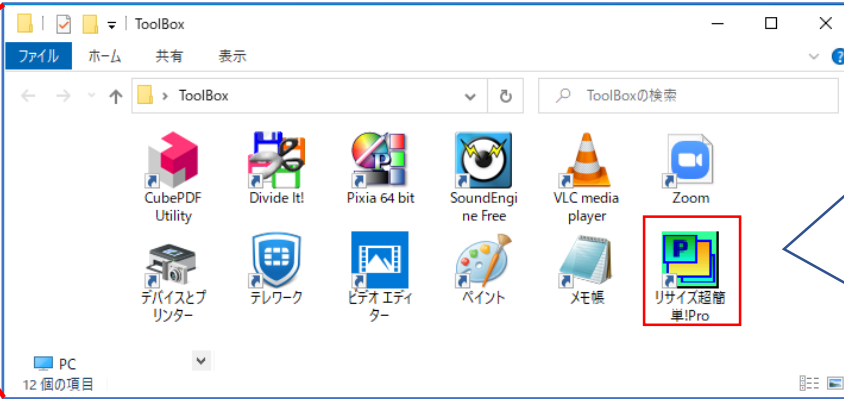 ToolBox
ファイル ホーム 共有 表示
ToolBox ToolBoxの検索
CubePDF Utility
Divide It!
Pixia 64 bit
SoundEngi
ne Free
VLC media
player
Zoom
デバイスとプ
リンター
テレワーク
ビデオ エディ
ター
ペイント
メモ帳
リサイズ超簡
単!Pro
PC
12 個の項目